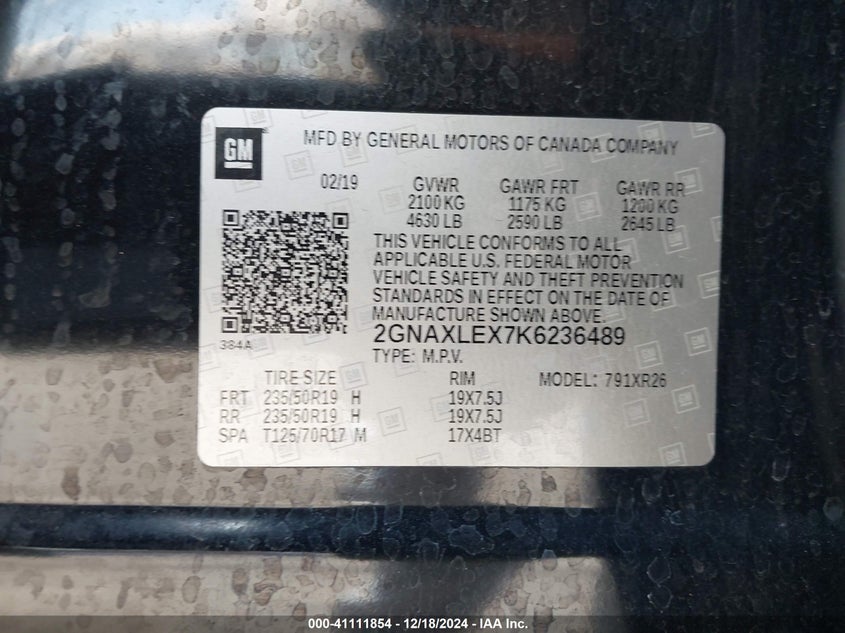 GM
MFD BY GENERAL MOTORS OF CANADA COMPANY
02/19 GVWR GAWR FRT GAWR RR
2100 KG 1175 KG 1200 KG
4630 LB 2590 LB 2645 LB
THIS VEHICLE CONFORMS TO ALL
APPLICABLE U.S. FEDERAL MOTOR
VEHICLE SAFETY AND THEFT PREVENTION
STANDARDS IN EFFECT ON THE DATE OF
MANUFACTURE SHOWN ABOVE.
384A
2GNAXLEX7K6236489
TYPE: M.P.V.
TIRE SIZE RIM MODEL: 791XR26
FRT 235/50R19 H 19X7.5J
RR 235/50R19 H 19X7.5J
SPA T125/70R17 M 17X4BT
000-41111854 - 12/18/2024 - IAA Inc.